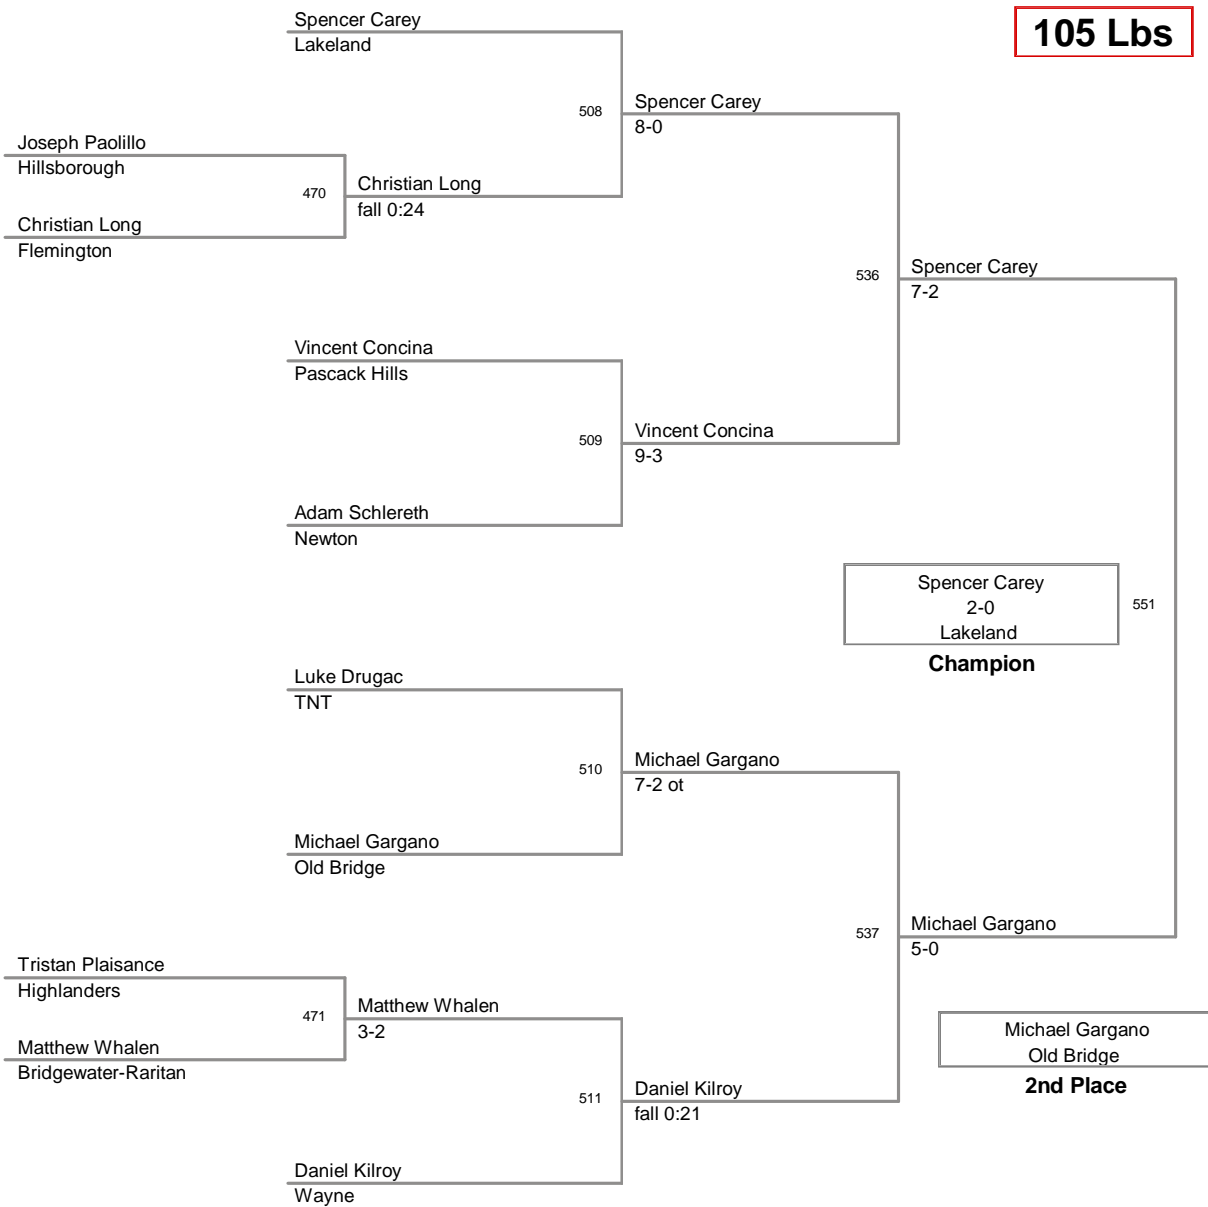 105 Lbs
Spencer Carey
Lakeland
508
Spencer Carey
8-0
Joseph Paolillo
Hillsborough
470
Christian Long
fall 0:24
Christian Long
Flemington
536
Spencer Carey
7-2
Vincent Concina
Pascack Hills
509
Vincent Concina
9-3
Adam Schlereth
Newton
Spencer Carey
2-0
Lakeland
551
Champion
Luke Drugac
TNT
510
Michael Gargano
7-2 ot
Michael Gargano
Old Bridge
537
Michael Gargano
5-0
Tristan Plaisance
Highlanders
471
Matthew Whalen
3-2
Matthew Whalen
Bridgewater-Raritan
Michael Gargano
Old Bridge
2nd Place
511
Daniel Kilroy
fall 0:21
Daniel Kilroy
Wayne